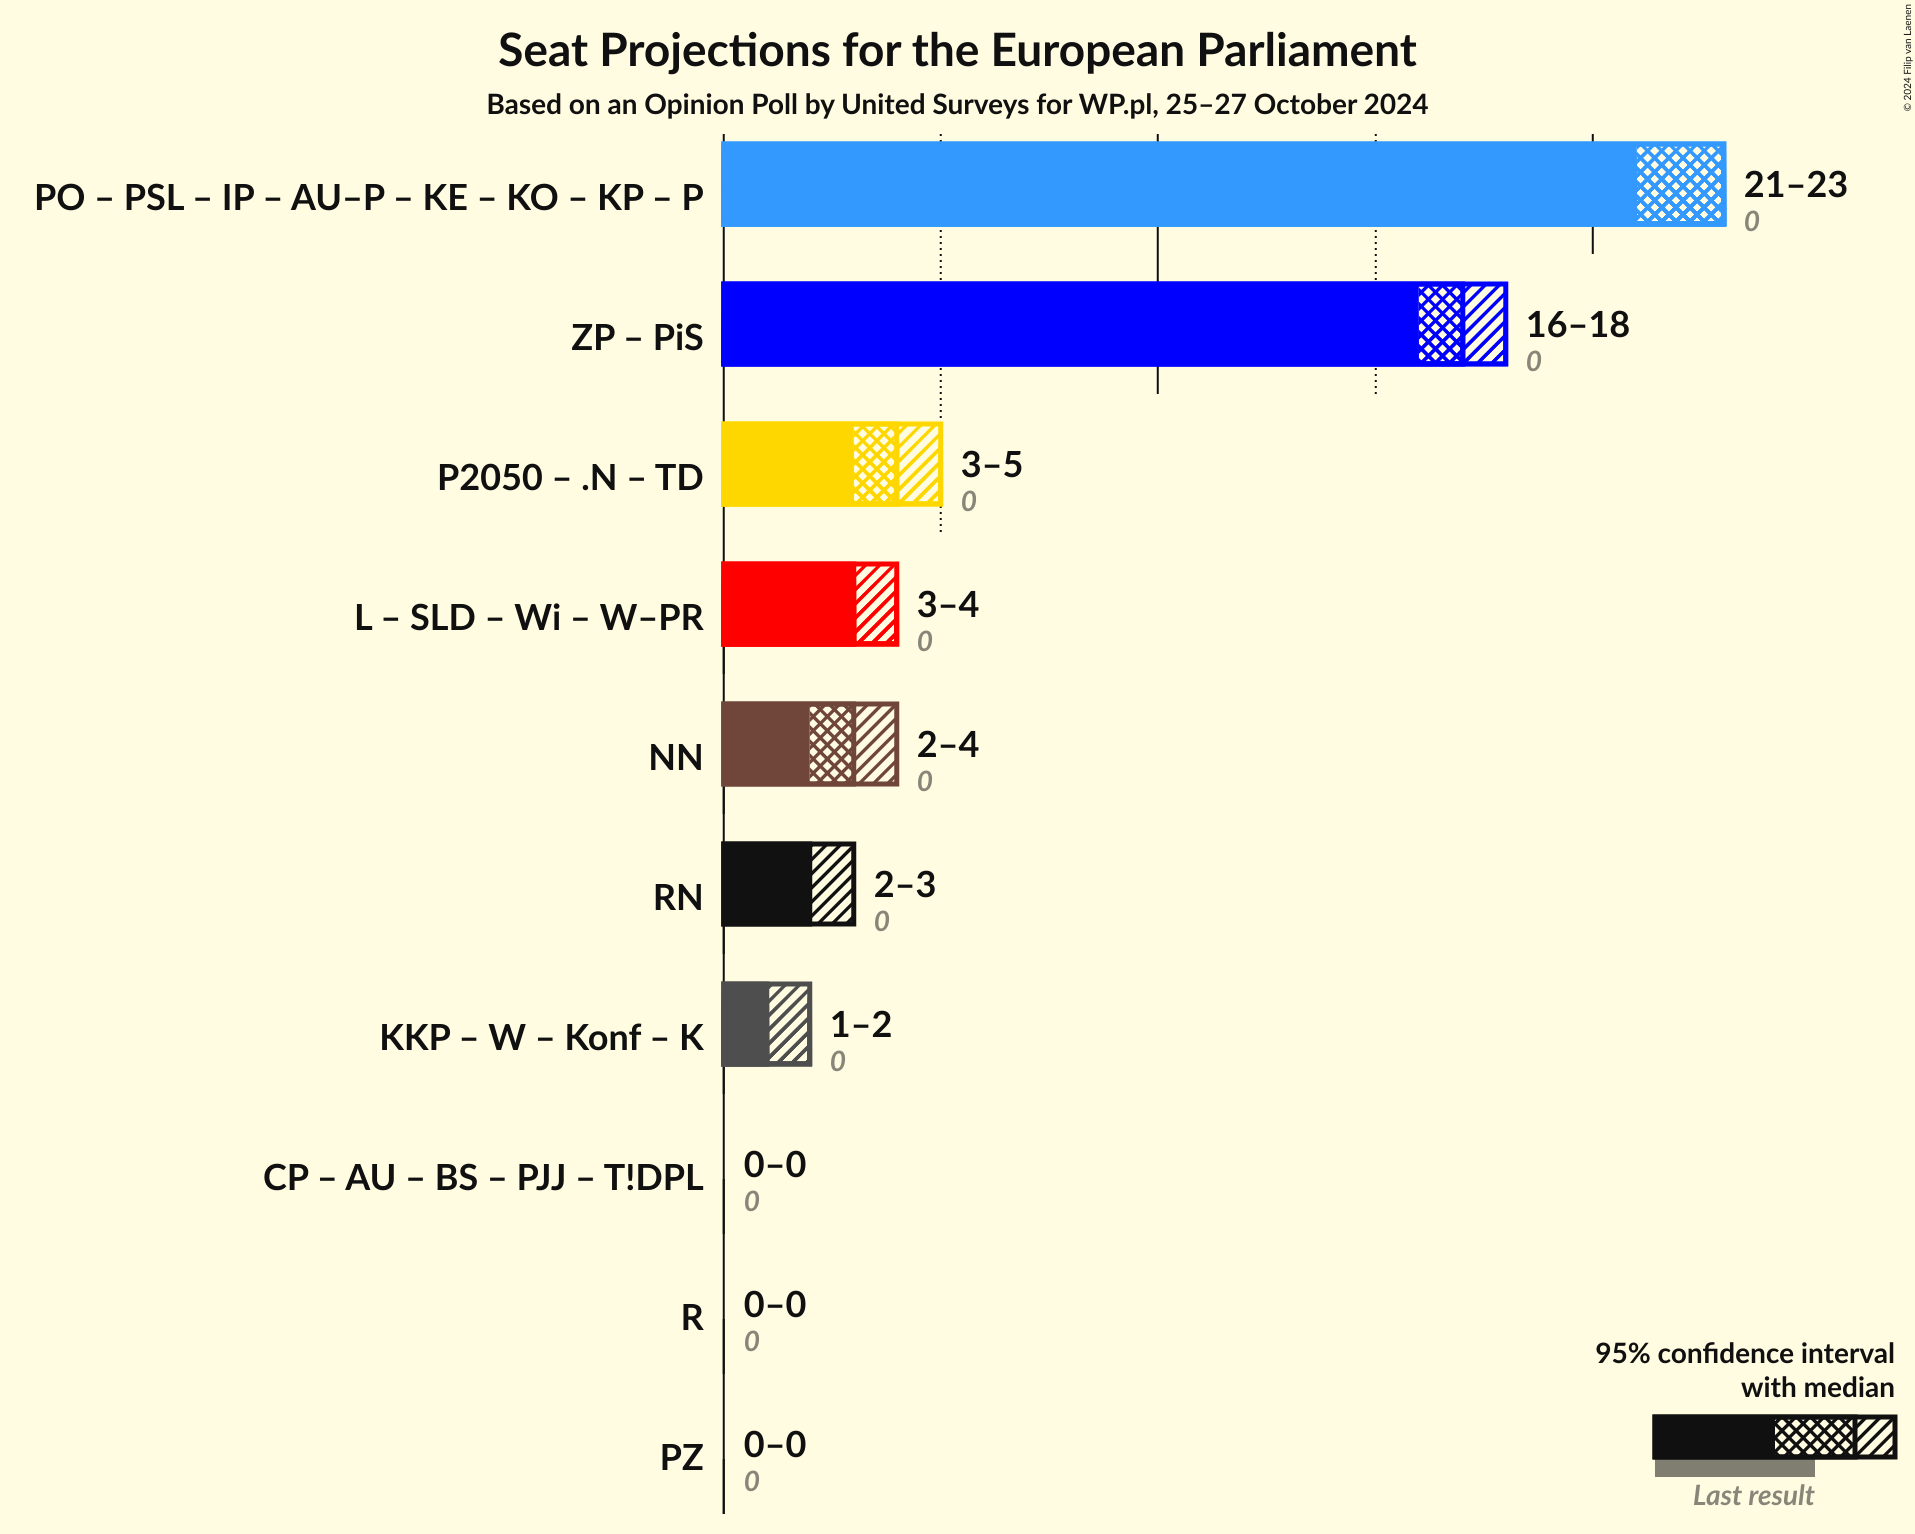 Seat Projections for the European Parliament
Based on an Opinion Poll by United Surveys for WP.pl, 25–27 October 2024
© 2024 Filip van Laenen
PO – PSL – IP – AU–P – KE – KO – KP – P
21–23
0
ZP – PiS
16–18
0
P2050 – .N – TD
3–5
0
L – SLD – Wi – W–PR
3–4
0
NN
2–4
0
RN
2–3
0
KKP – W – Konf – K
1–2
0
CP – AU – BS – PJJ – T!DPL
0–0
0
R
0–0
0
PZ
0–0
0
95% confidence interval
with median
Last result